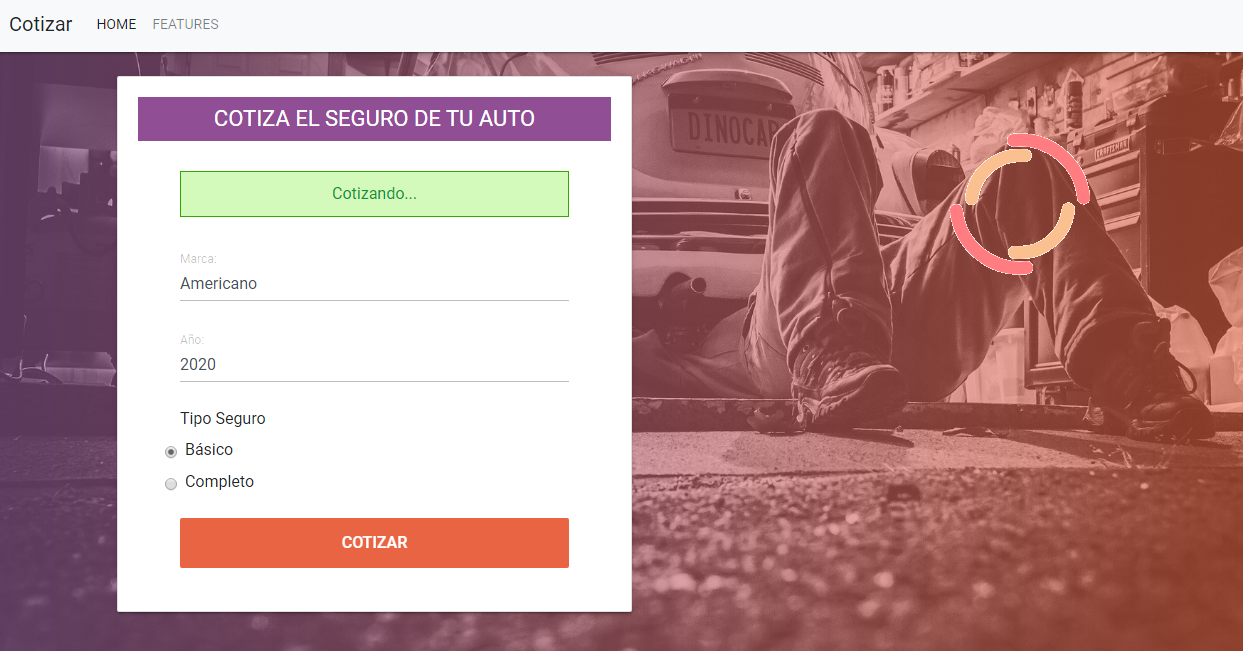 Cotizar HOME FEATURES
COTIZA EL SEGURO DE TU AUTO
Cotizando...
Marca:
Americano
Año:
2020
Tipo Seguro
Básico
Completo
COTIZAR
DINOCAR
CRAFTSMAN